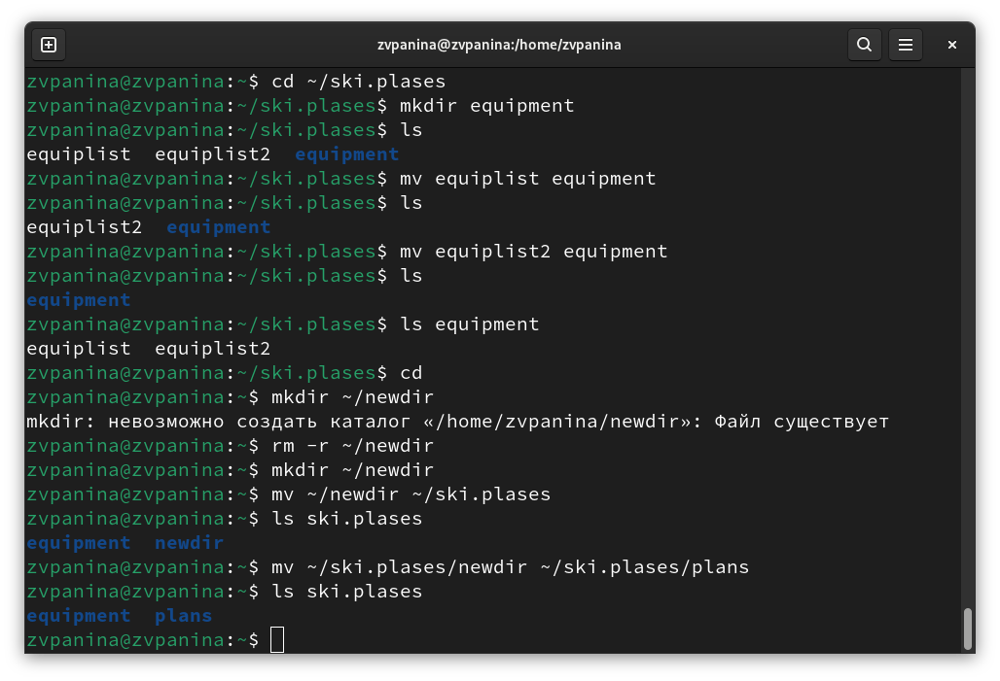 zvpanina@zvpanina:/home/zvpanina
zvpanina@zvpanina:~$ cd ~/ski.plases
zvpanina@zvpanina:~/ski.plases$ mkdir equipment
zvpanina@zvpanina:~/ski.plases$ ls
equiplist  equiplist2  equipment
zvpanina@zvpanina:~/ski.plases$ mv equiplist equipment
zvpanina@zvpanina:~/ski.plases$ ls
equiplist2  equipment
zvpanina@zvpanina:~/ski.plases$ mv equiplist2 equipment
zvpanina@zvpanina:~/ski.plases$ ls
equipment
zvpanina@zvpanina:~/ski.plases$ ls equipment
equiplist  equiplist2
zvpanina@zvpanina:~/ski.plases$ cd
zvpanina@zvpanina:~$ mkdir ~/newdir
mkdir: невозможно создать каталог «/home/zvpanina/newdir»: Файл существует
zvpanina@zvpanina:~$ rm -r ~/newdir
zvpanina@zvpanina:~$ mkdir ~/newdir
zvpanina@zvpanina:~$ mv ~/newdir ~/ski.plases
zvpanina@zvpanina:~$ ls ski.plases
equipment  newdir
zvpanina@zvpanina:~$ mv ~/ski.plases/newdir ~/ski.plases/plans
zvpanina@zvpanina:~$ ls ski.plases
equipment  plans
zvpanina@zvpanina:~$